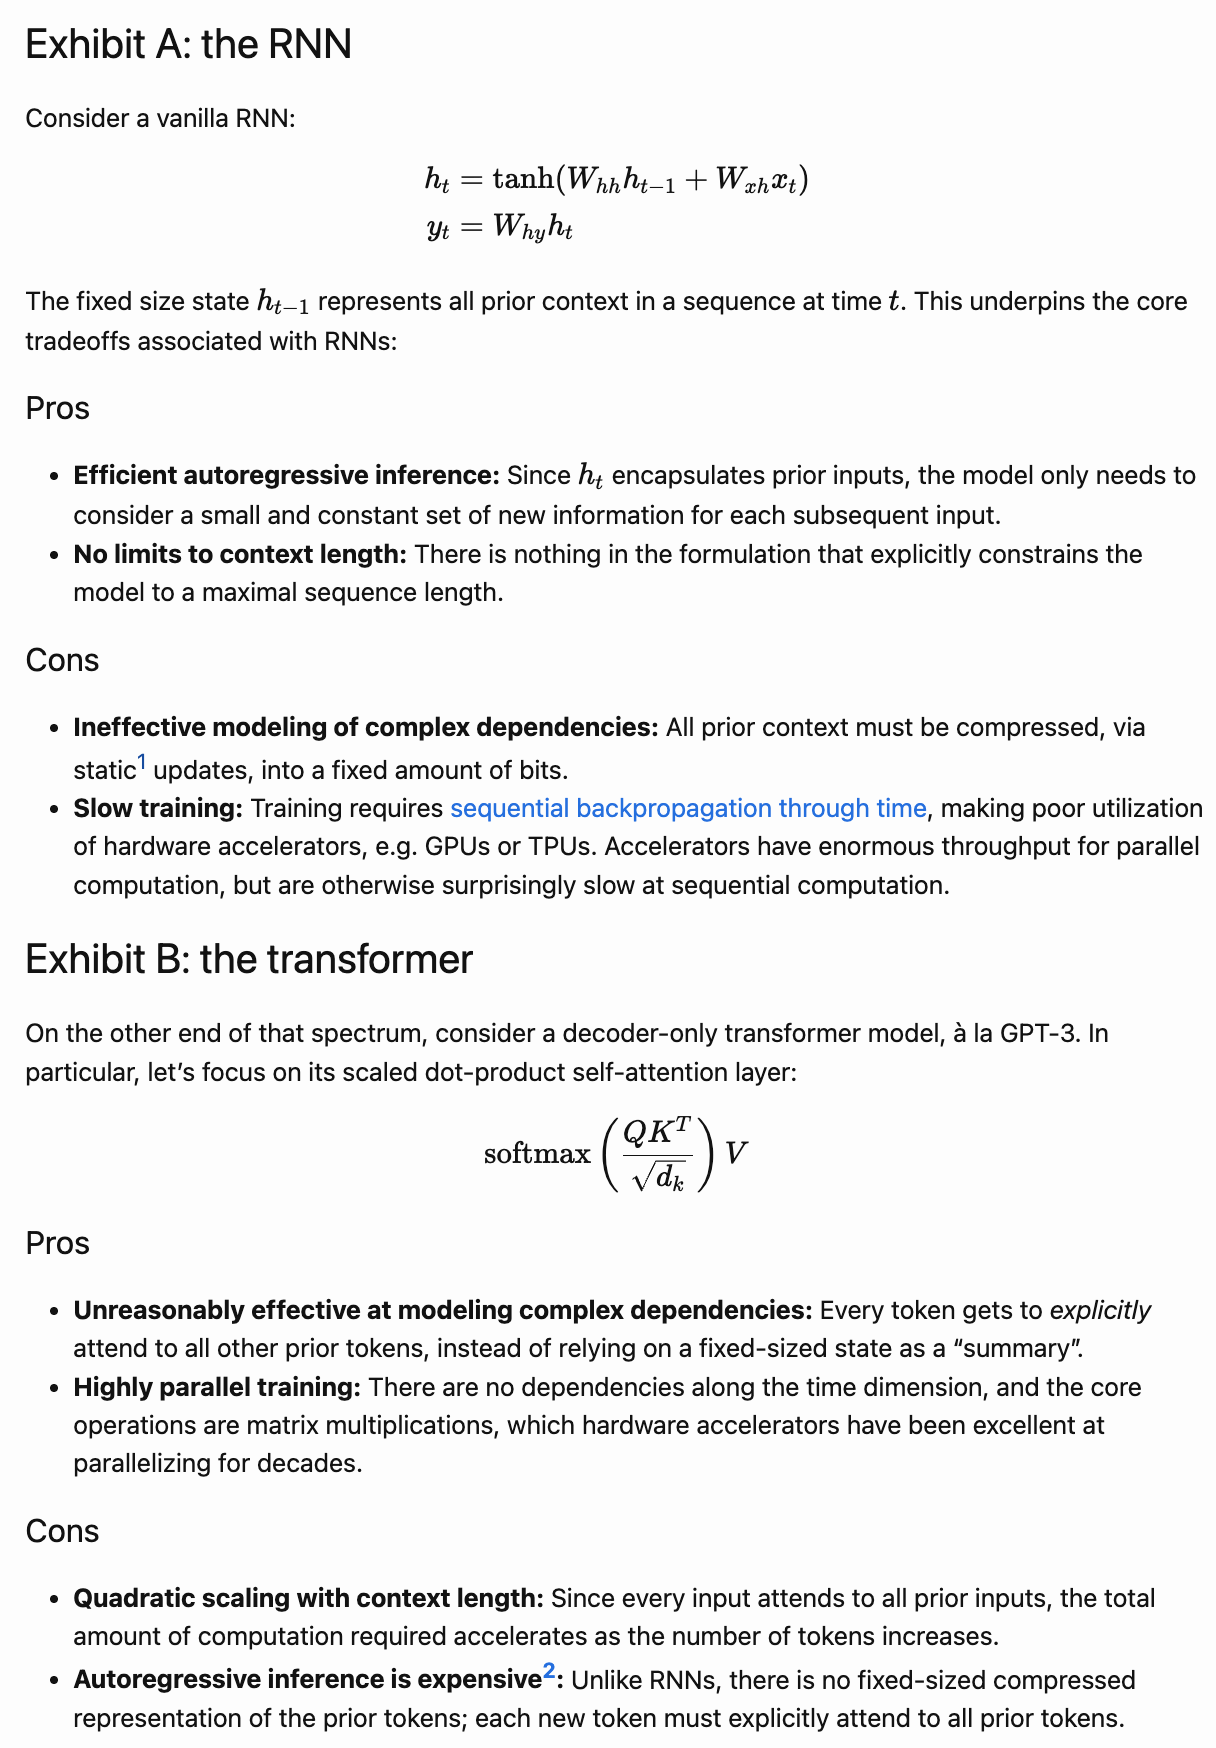 Exhibit A: the RNN
Consider a vanilla RNN:
h_t = tanh(W_{hh}h_{t−1} + W_{xh}x_t)
y_t = W_{hy}h_t
The fixed size state h_{t−1} represents all prior context in a sequence at time t. This underpins the core
tradeoffs associated with RNNs:
Pros
• Efficient autoregressive inference: Since h_t encapsulates prior inputs, the model only needs to
consider a small and constant set of new information for each subsequent input.
• No limits to context length: There is nothing in the formulation that explicitly constrains the
model to a maximal sequence length.
Cons
• Ineffective modeling of complex dependencies: All prior context must be compressed, via
static¹ updates, into a fixed amount of bits.
• Slow training: Training requires sequential backpropagation through time, making poor utilization
of hardware accelerators, e.g. GPUs or TPUs. Accelerators have enormous throughput for parallel
computation, but are otherwise surprisingly slow at sequential computation.
Exhibit B: the transformer
On the other end of that spectrum, consider a decoder-only transformer model, à la GPT-3. In
particular, let’s focus on its scaled dot-product self-attention layer:
softmax(QK^T / √d_k) V
Pros
• Unreasonably effective at modeling complex dependencies: Every token gets to explicitly
attend to all other prior tokens, instead of relying on a fixed-sized state as a “summary”.
• Highly parallel training: There are no dependencies along the time dimension, and the core
operations are matrix multiplications, which hardware accelerators have been excellent at
parallelizing for decades.
Cons
• Quadratic scaling with context length: Since every input attends to all prior inputs, the total
amount of computation required accelerates as the number of tokens increases.
• Autoregressive inference is expensive²: Unlike RNNs, there is no fixed-sized compressed
representation of the prior tokens; each new token must explicitly attend to all prior tokens.